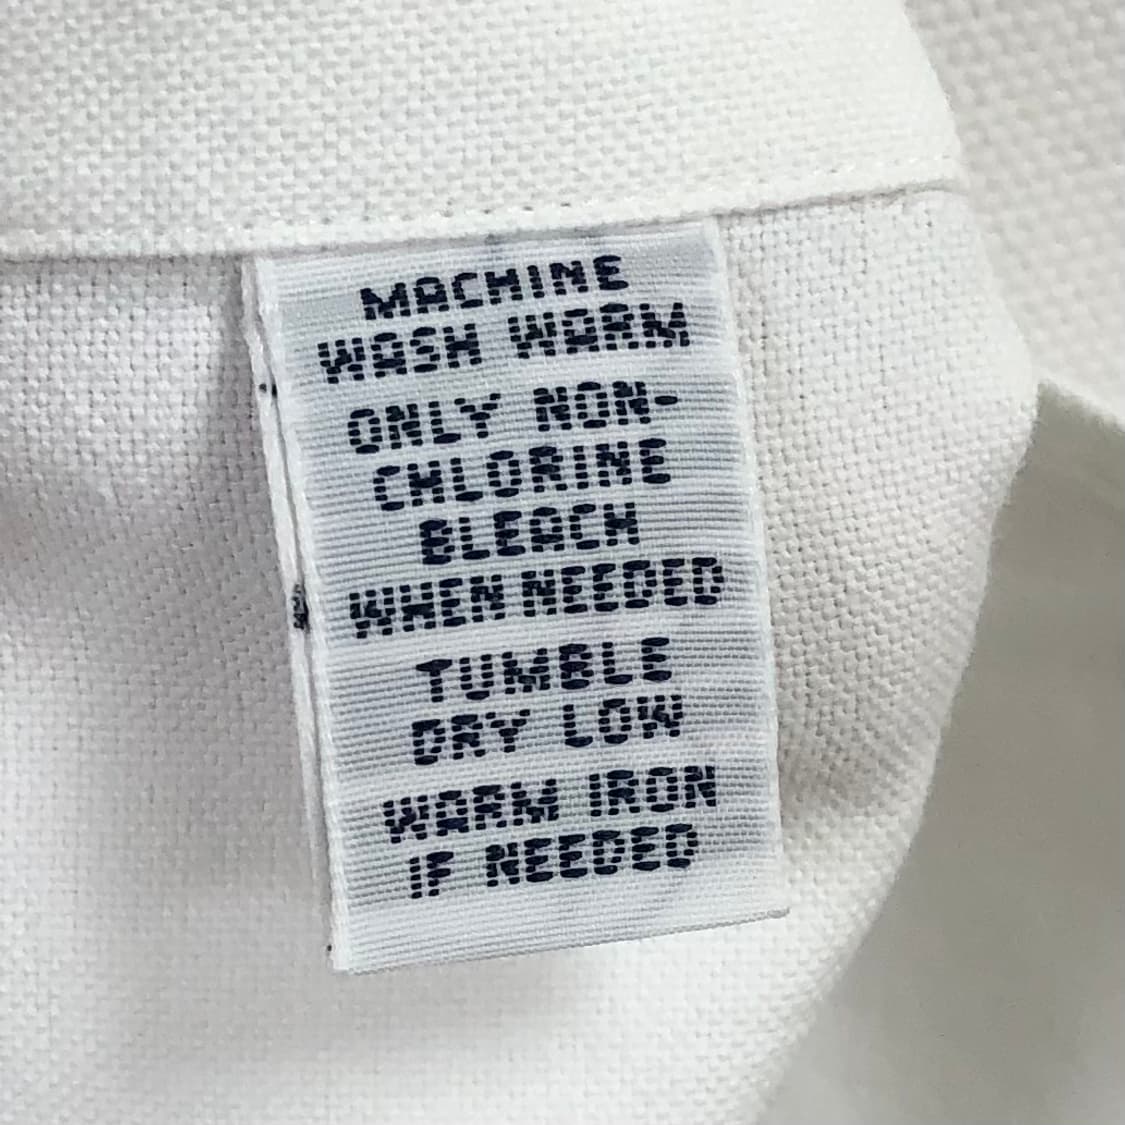 MACHINE
WASH WARM
ONLY NON-
CHLORINE
BLEACH
WHEN NEEDED
TUMBLE
DRY LOW
WARM IRON
IF NEEDED